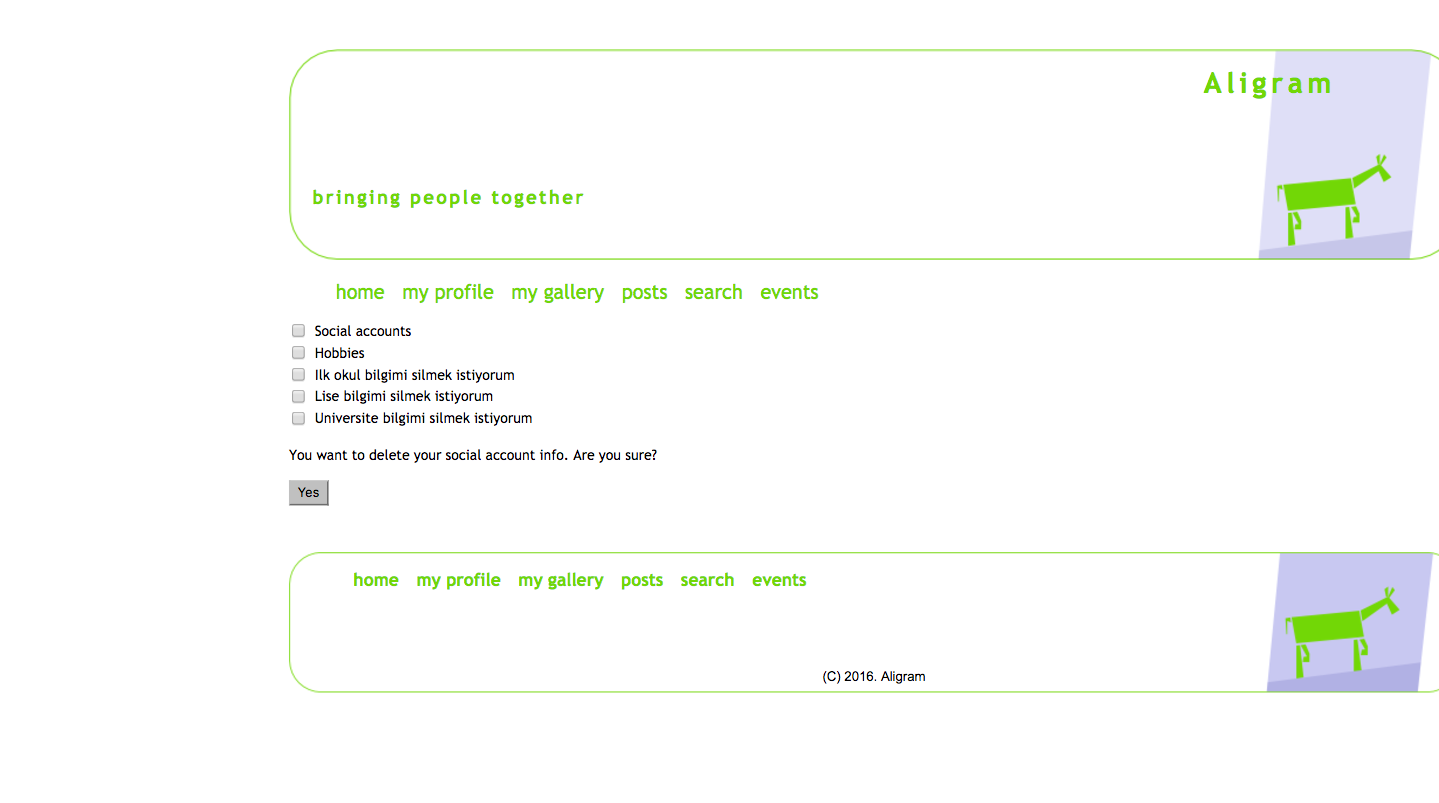 Aligram
bringing people together
home my profile my gallery posts search events
Social accounts
Hobbies
Ilk okul bilgimi silmek istiyorum
Lise bilgimi silmek istiyorum
Universite bilgimi silmek istiyorum
You want to delete your social account info. Are you sure?
Yes
home my profile my gallery posts search events
(C) 2016. Aligram